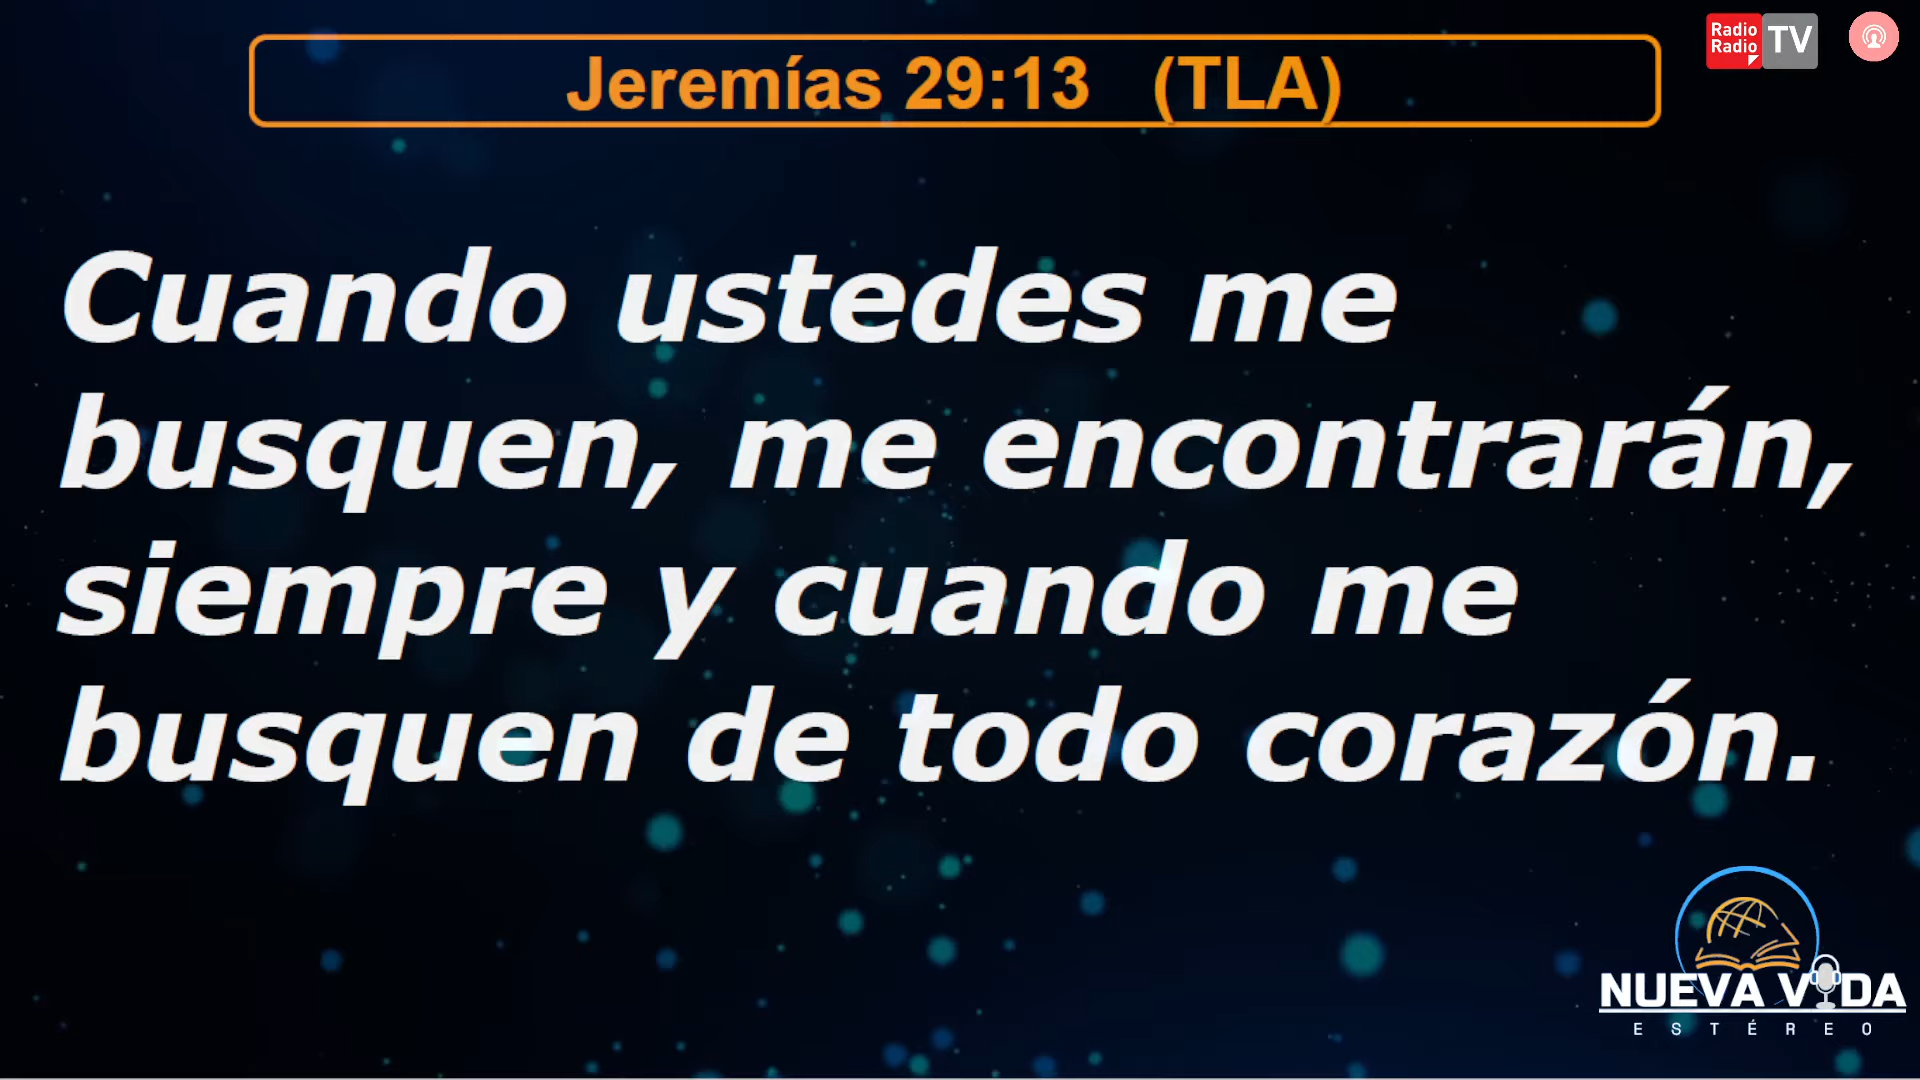 Radio
Radio TV
Jeremías 29:13 (TLA)
Cuando ustedes me
busquen, me encontrarán,
siempre y cuando me
busquen de todo corazón.
NUEVA VIDA
ESTÉREO